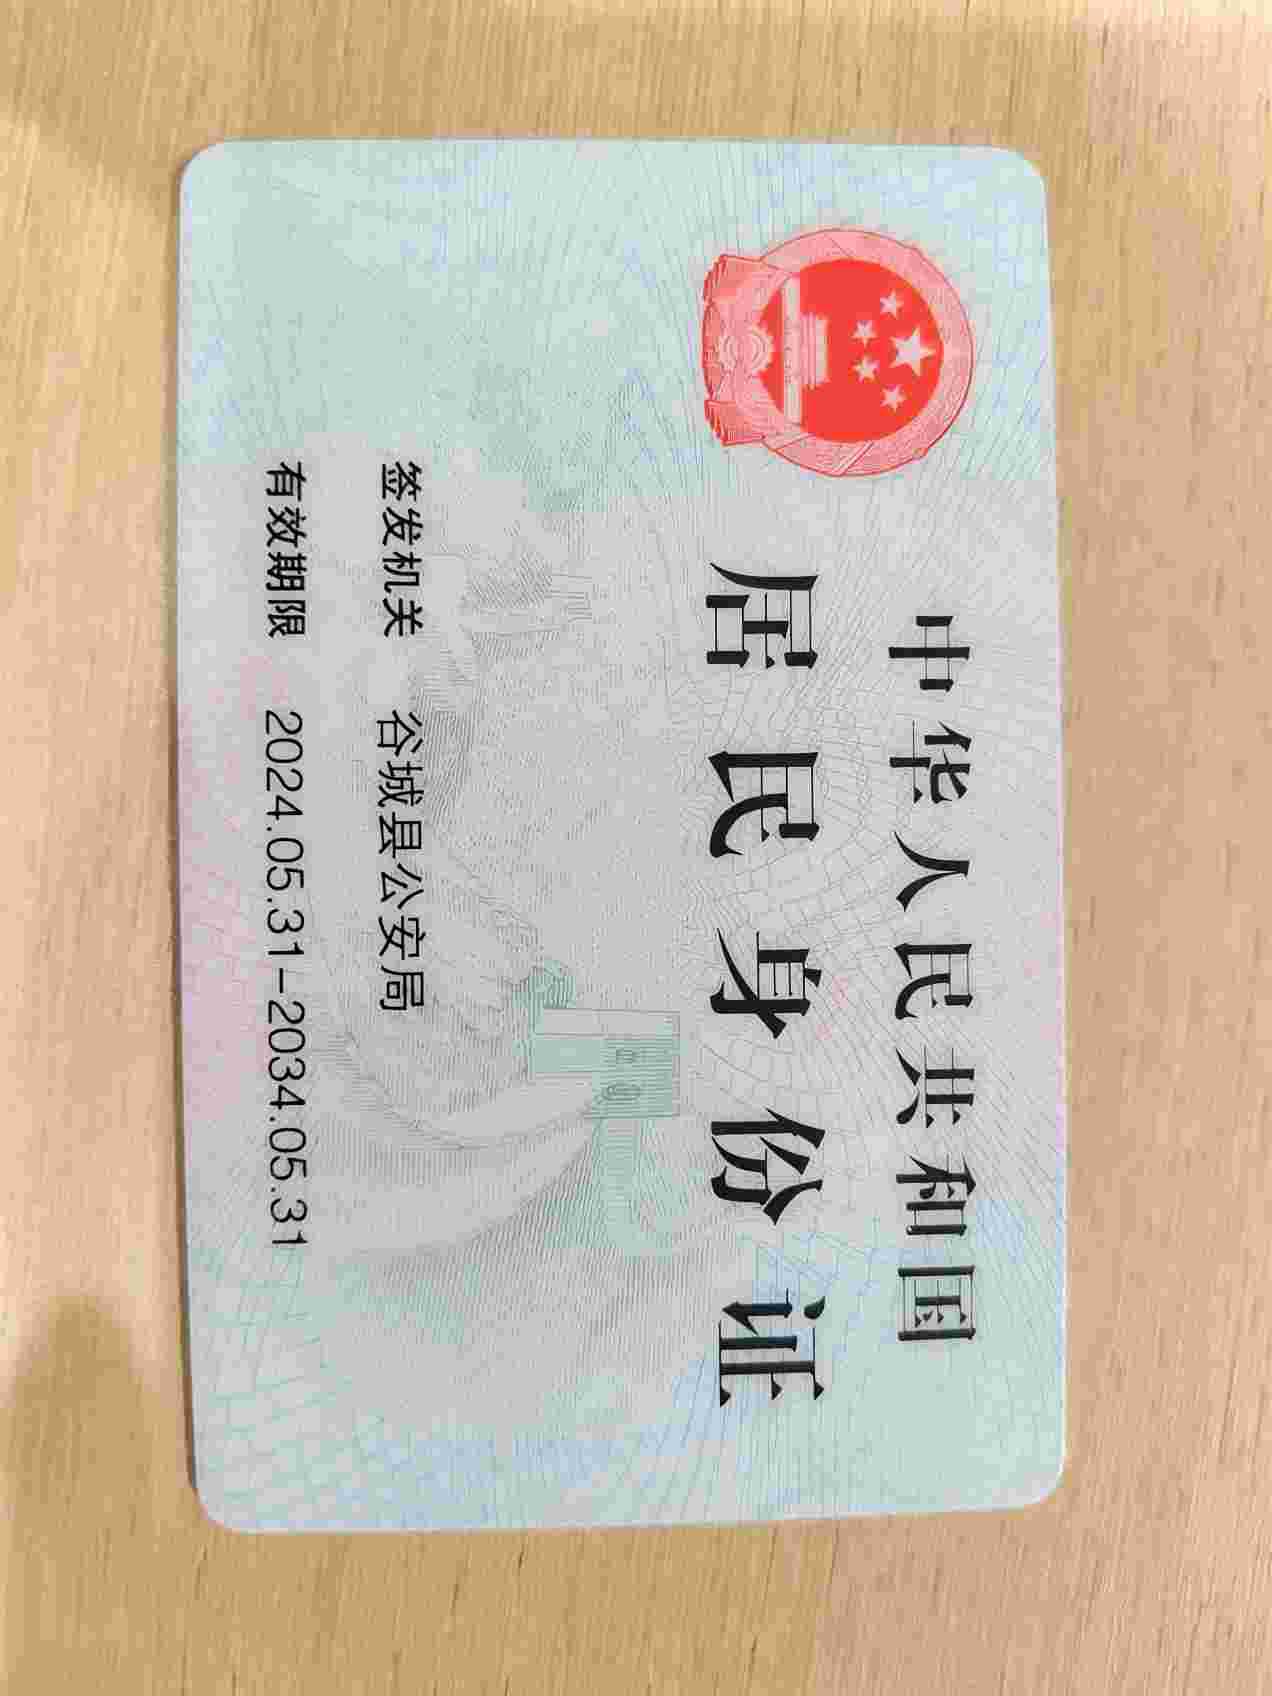 中华人民共和国
居民身份证
签发机关 谷城县公安局
有效期限 2024.05.31-2034.05.31